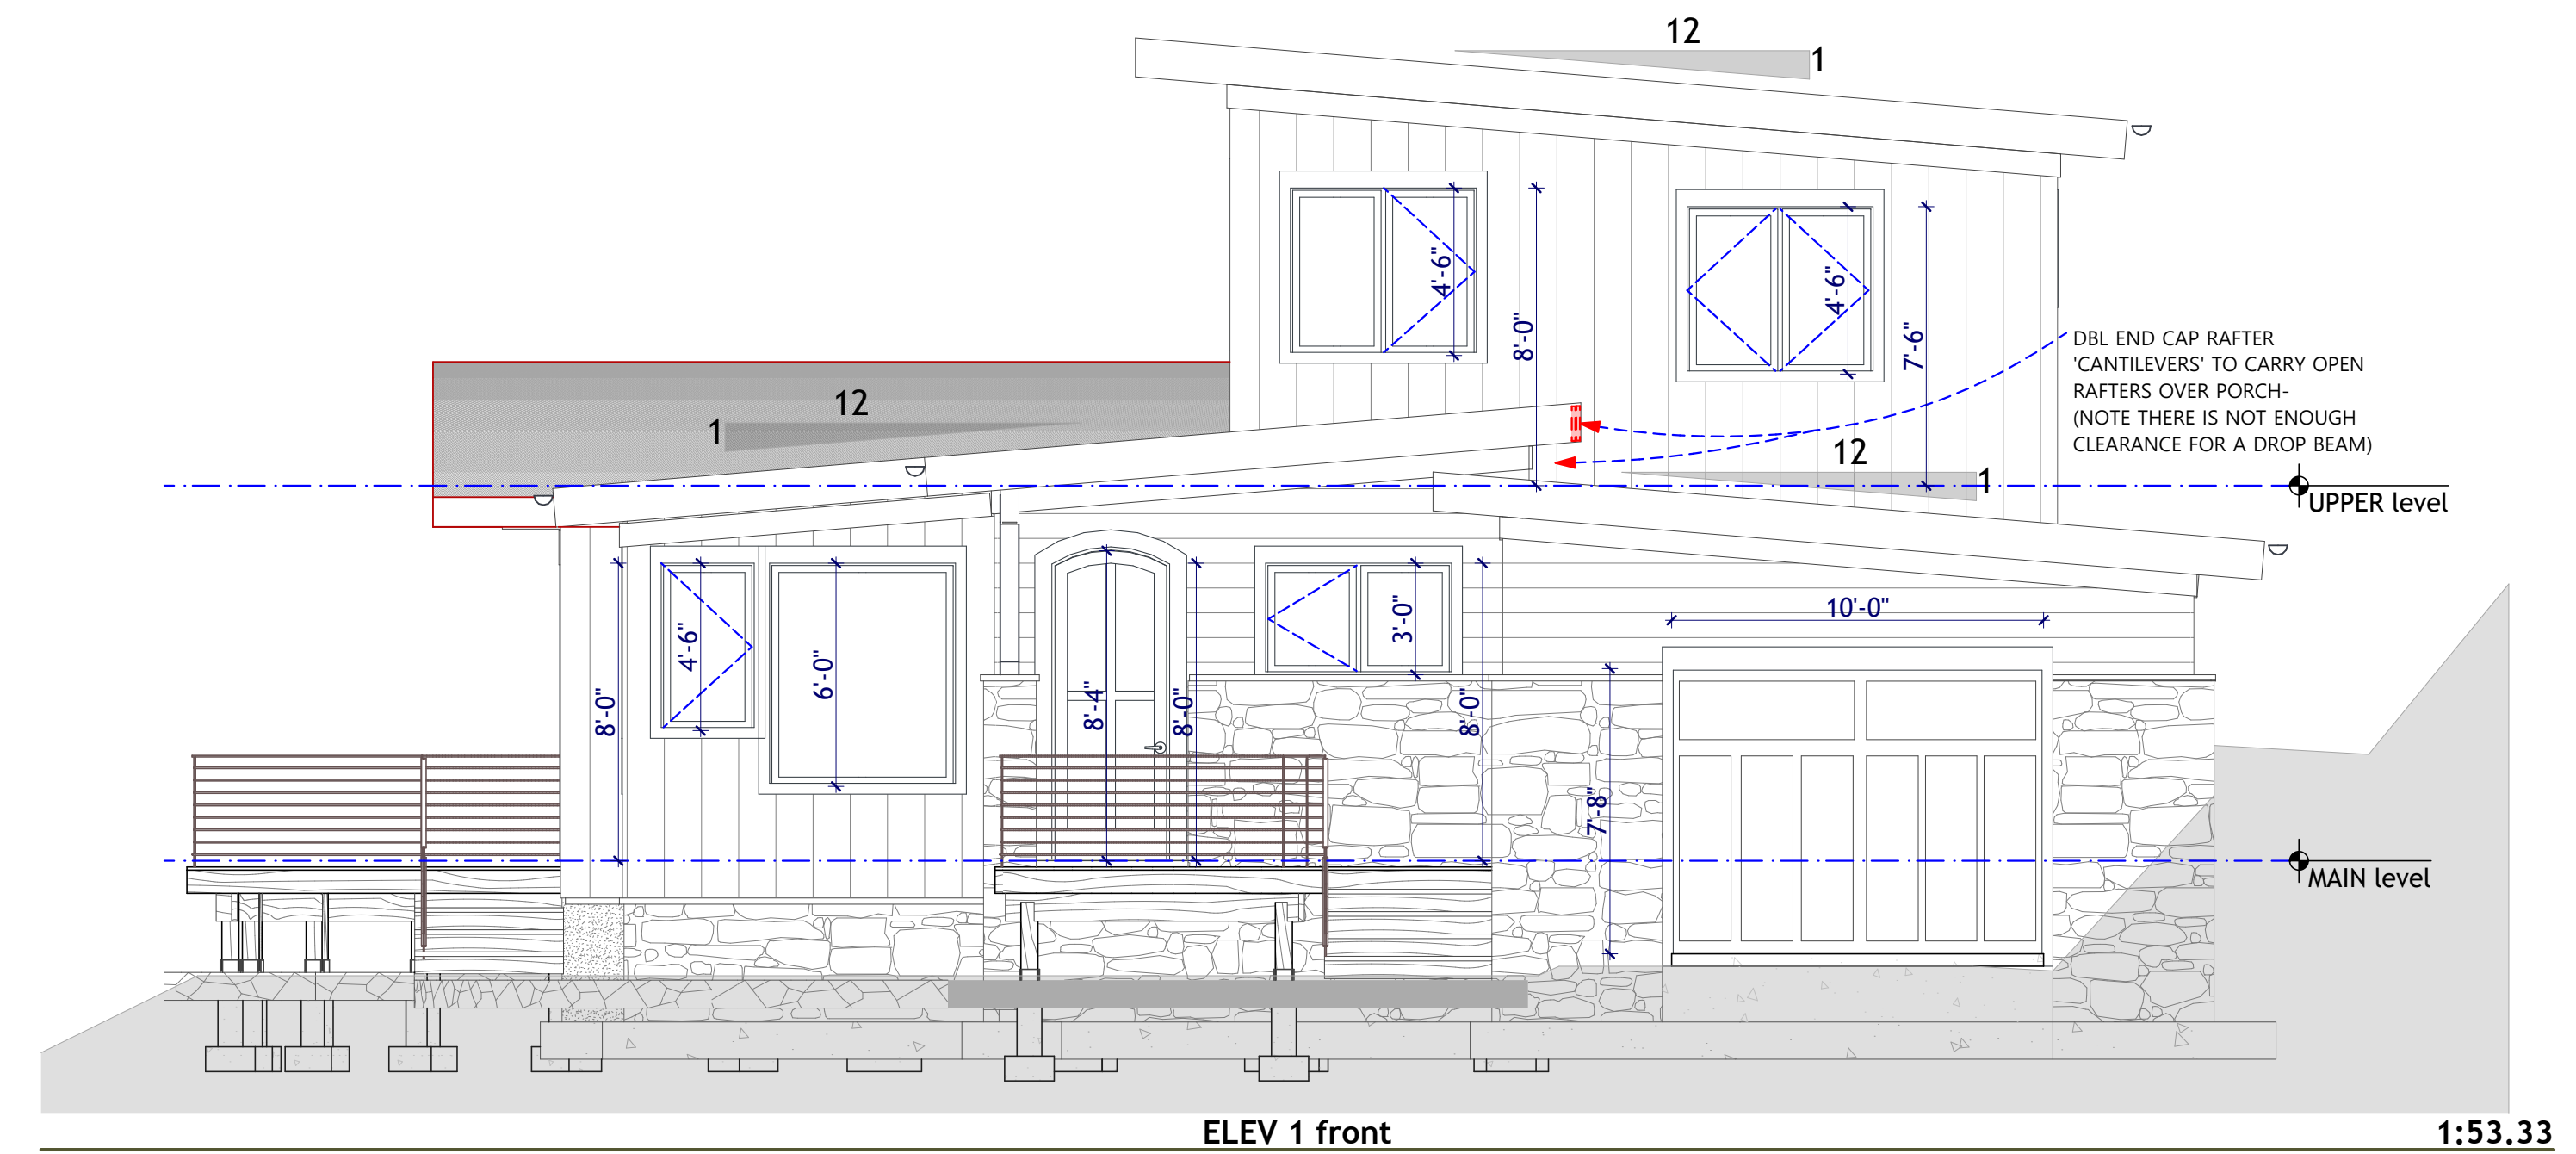 12
1
4'-6"
8'-0"
4'-6"
7'-6"
DBL END CAP RAFTER
'CANTILEVERS' TO CARRY OPEN
RAFTERS OVER PORCH-
(NOTE THERE IS NOT ENOUGH
CLEARANCE FOR A DROP BEAM)
12
1
12
1
UPPER level
8'-0"
4'-6"
6'-0"
8'-4"
8'-0"
3'-0"
8'-0"
10'-0"
7'-8"
MAIN level
ELEV 1 front
1:53.33